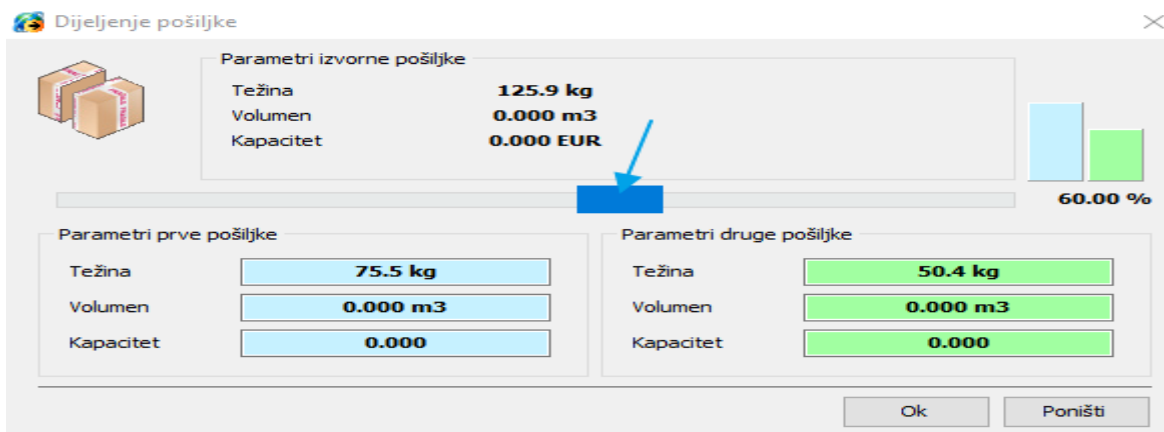 Dijeljenje pošiljke
Parametri izvorne pošiljke
Težina 125.9 kg
Volumen 0.000 m3
Kapacitet 0.000 EUR
60.00 %
Parametri prve pošiljke
Težina 75.5 kg
Volumen 0.000 m3
Kapacitet 0.000
Parametri druge pošiljke
Težina 50.4 kg
Volumen 0.000 m3
Kapacitet 0.000
Ok Poništi